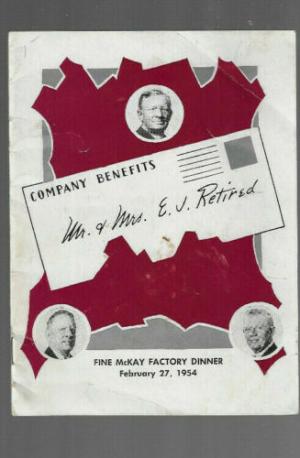 COMPANY BENEFITS
Mr. & Mrs. E. J. Retired
FINE McKAY FACTORY DINNER
February 27, 1954